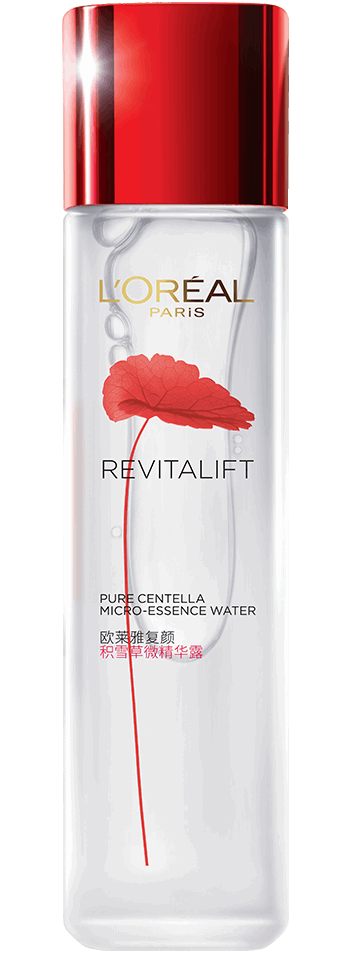 L'ORÉAL
PARiS
REVITALIFT
PURE CENTELLA
MICRO-ESSENCE WATER
欧莱雅复颜
积雪草微精华露